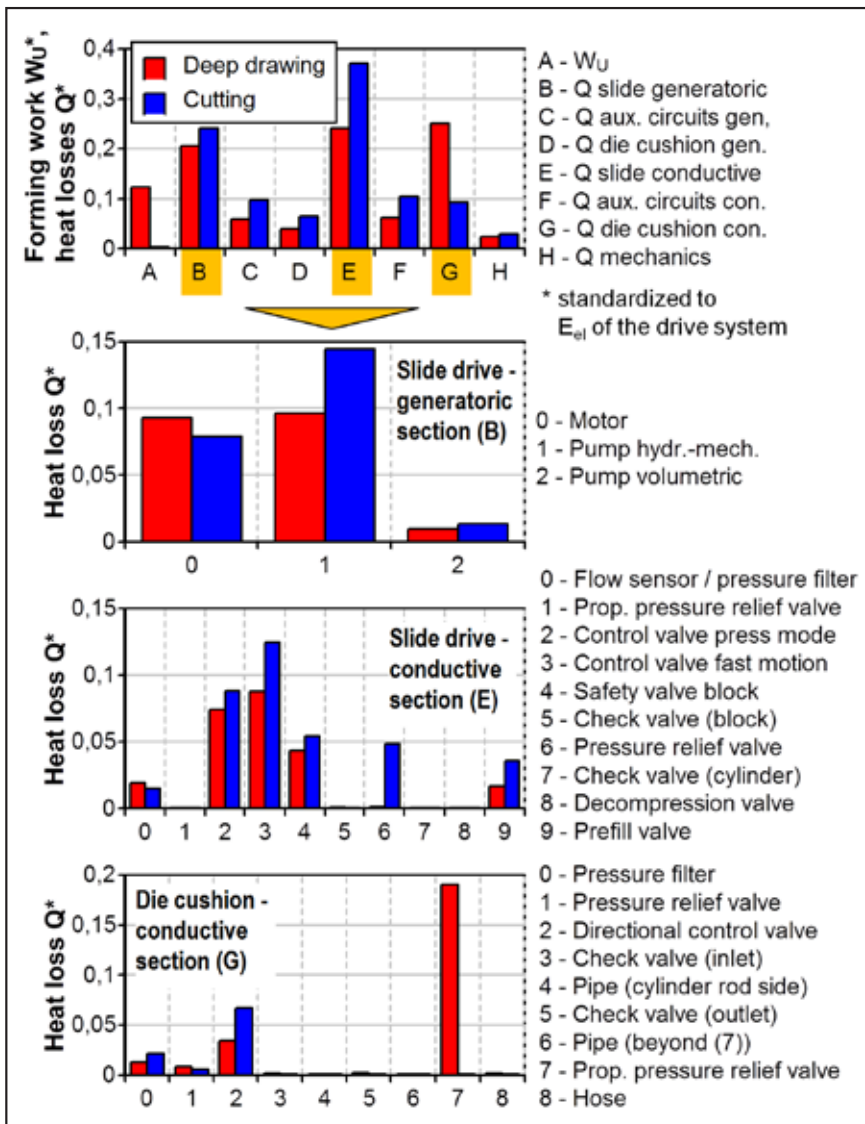 Forming work WU*,
heat losses Q*
0,4
0,3
0,2
0,1
0
Deep drawing
Cutting
A B C D E F G H
A - WU
B - Q slide generatoric
C - Q aux. circuits gen,
D - Q die cushion gen.
E - Q slide conductive
F - Q aux. circuits con.
G - Q die cushion con.
H - Q mechanics
* standardized to
Eel of the drive system
Heat loss Q*
0,15
0,1
0,05
0
Slide drive -
generatoric
section (B)
0 1 2
0 - Motor
1 - Pump hydr.-mech.
2 - Pump volumetric
Heat loss Q*
0,15
0,1
0,05
0
Slide drive -
conductive
section (E)
0 1 2 3 4 5 6 7 8 9
0 - Flow sensor / pressure filter
1 - Prop. pressure relief valve
2 - Control valve press mode
3 - Control valve fast motion
4 - Safety valve block
5 - Check valve (block)
6 - Pressure relief valve
7 - Check valve (cylinder)
8 - Decompression valve
9 - Prefill valve
Heat loss Q*
0,2
0,15
0,1
0,05
0
Die cushion -
conductive
section (G)
0 1 2 3 4 5 6 7 8
0 - Pressure filter
1 - Pressure relief valve
2 - Directional control valve
3 - Check valve (inlet)
4 - Pipe (cylinder rod side)
5 - Check valve (outlet)
6 - Pipe (beyond (7))
7 - Prop. pressure relief valve
8 - Hose